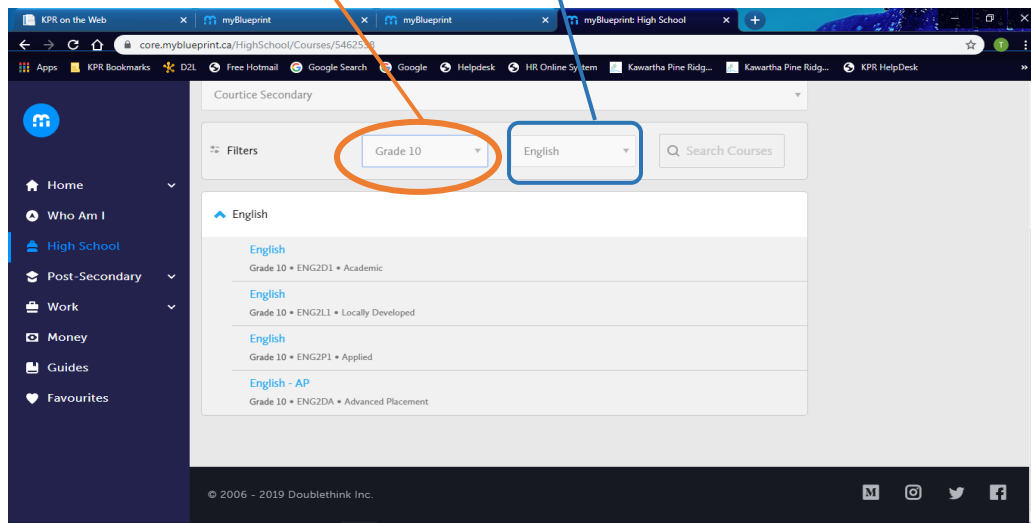 KPR on the Web
myBlueprint
myBlueprint
myBlueprint: High School
core.myblueprint.ca/HighSchool/Courses/546255
Apps KPR Bookmarks D2L Free Hotmail Google Search Google Helpdesk HR Online System Kawartha Pine Ridg... Kawartha Pine Ridg... KPR HelpDesk »
Courtice Secondary
m
Filters Grade 10 English Search Courses
Home
Who Am I
High School
Post-Secondary
Work
Money
Guides
Favourites
English
English
Grade 10 • ENG2D1 • Academic
English
Grade 10 • ENG2L1 • Locally Developed
English
Grade 10 • ENG2P1 • Applied
English - AP
Grade 10 • ENG2DA • Advanced Placement
© 2006 - 2019 Doublethink Inc.